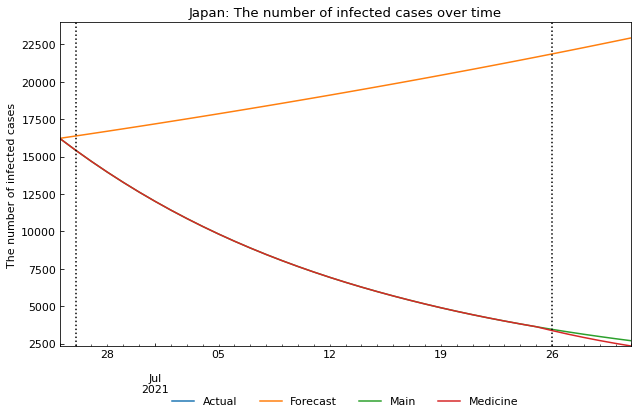 Japan: The number of infected cases over time
The number of infected cases
22500
20000
17500
15000
12500
10000
7500
5000
2500
28 05 12 19 26
Jul
2021
Actual Forecast Main Medicine